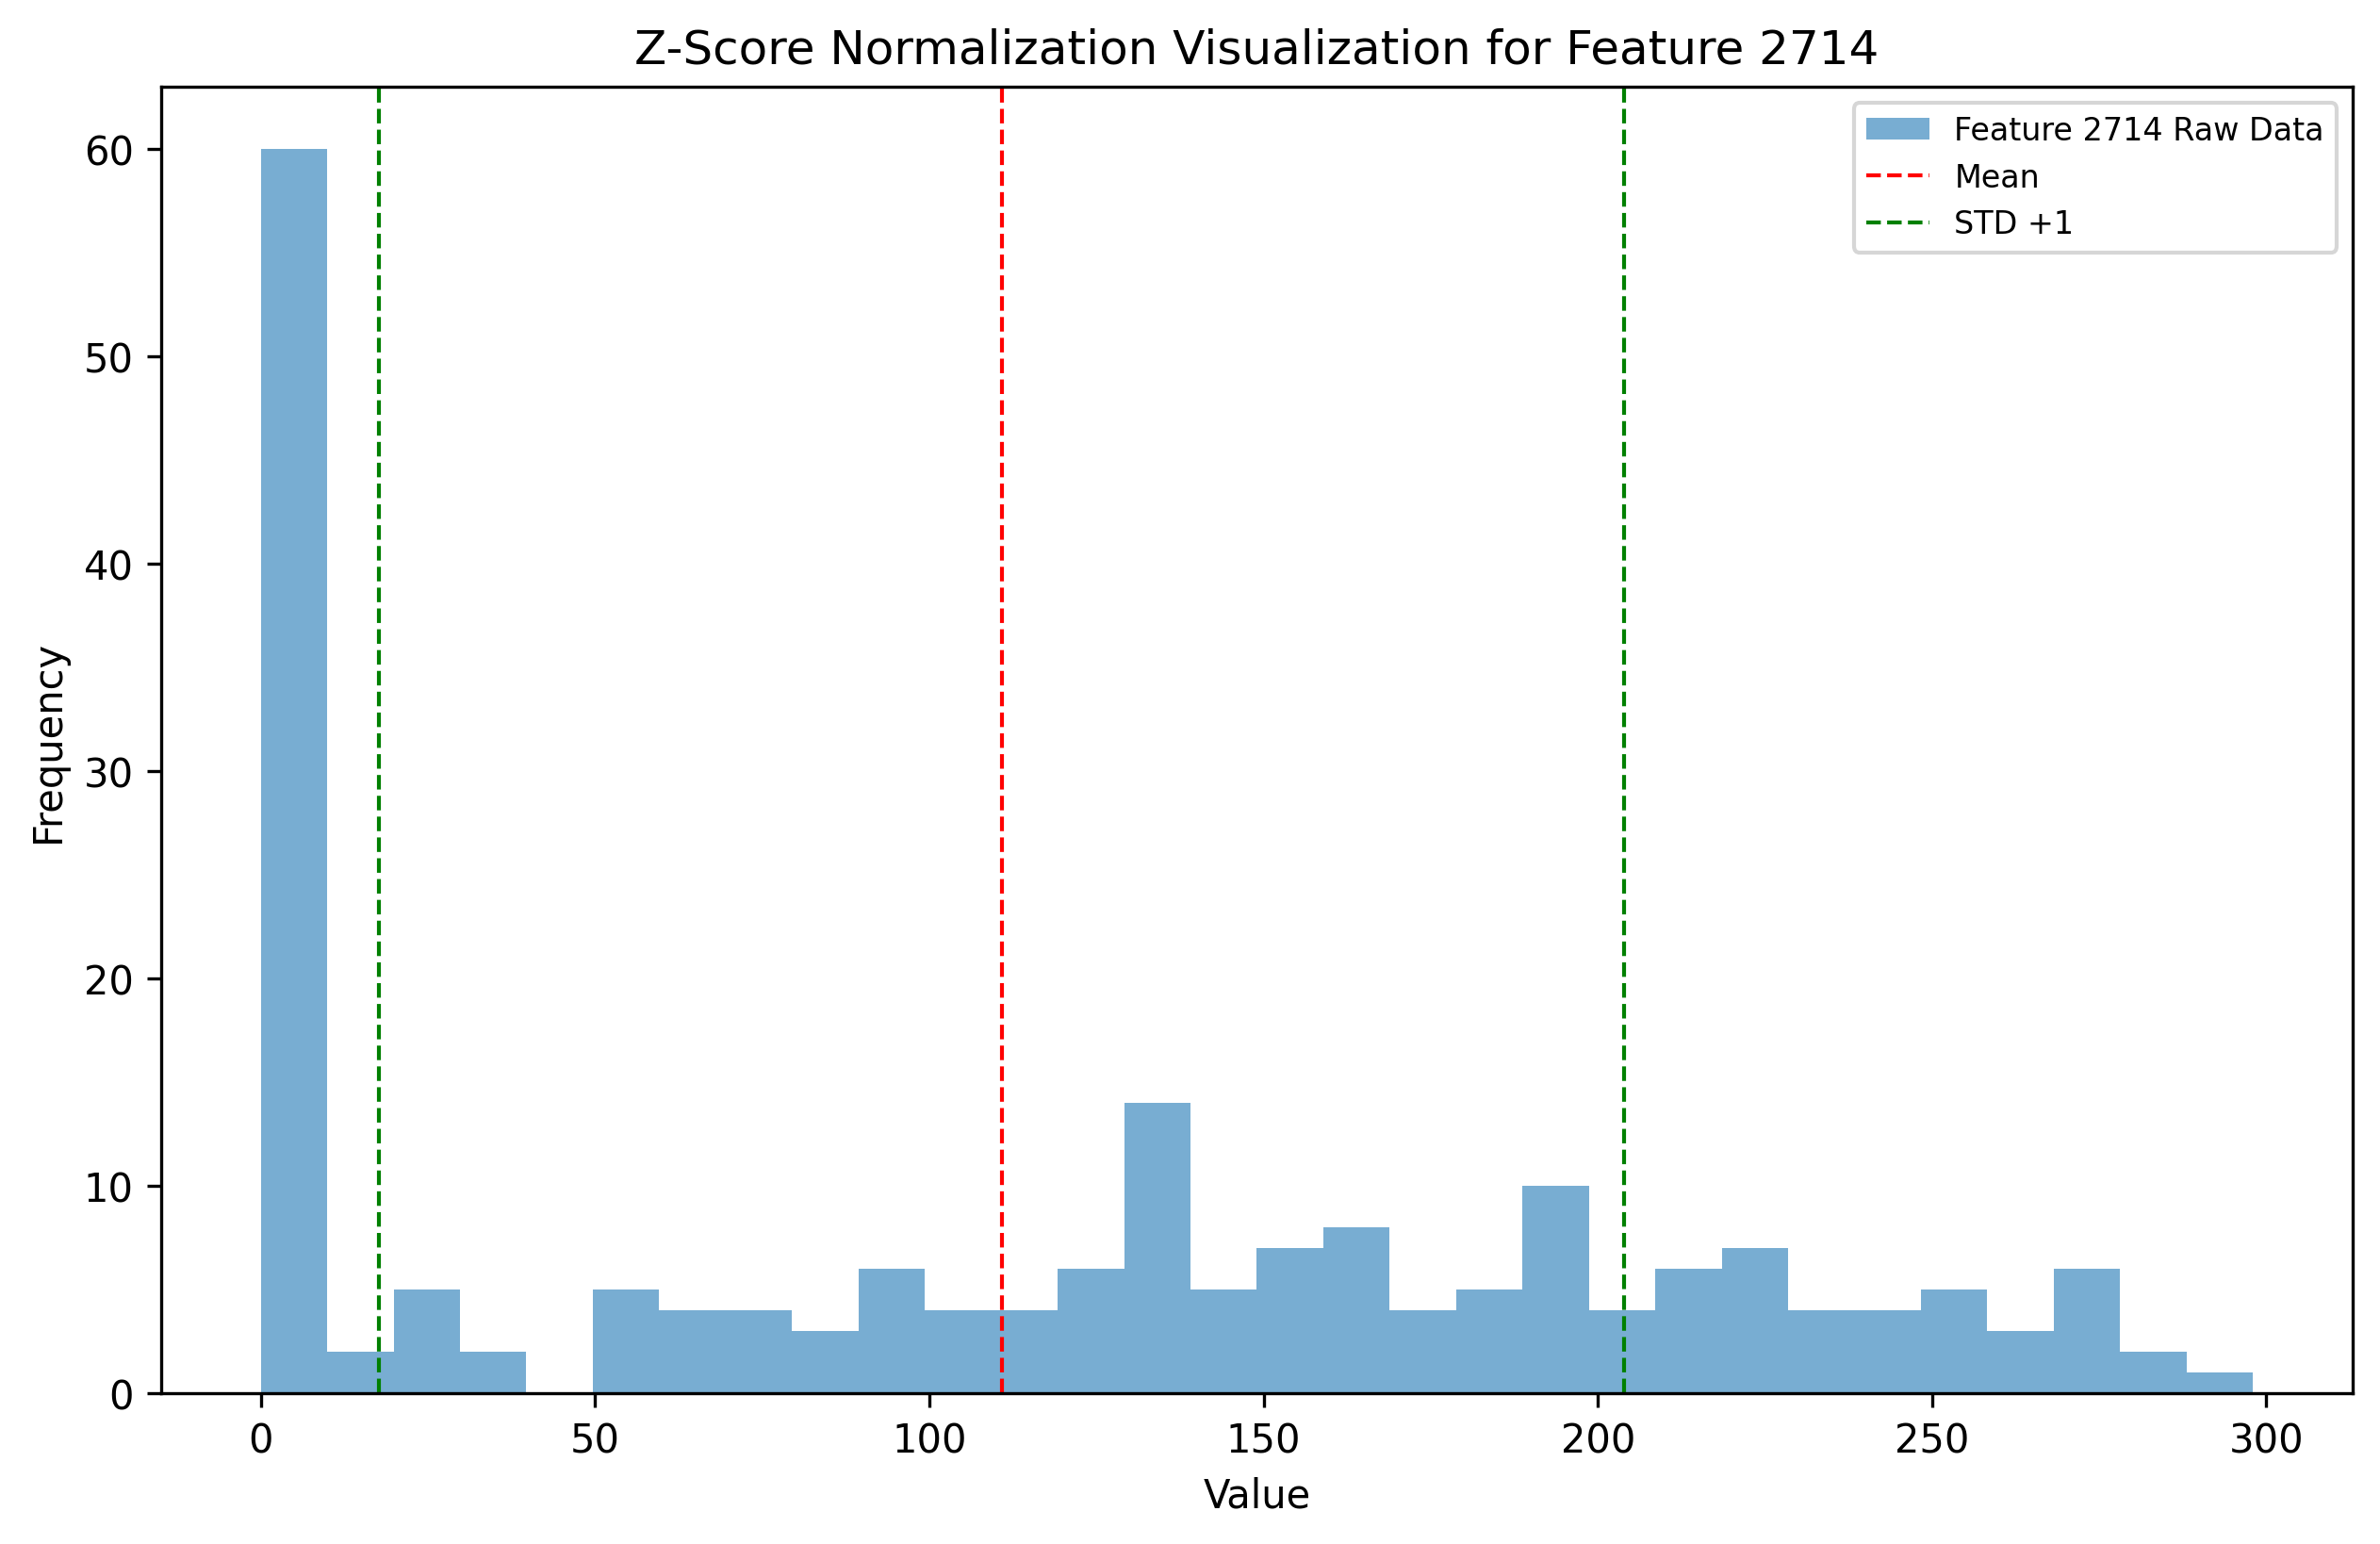 Z-Score Normalization Visualization for Feature 2714
Feature 2714 Raw Data
Mean
STD +1
60
50
40
30
20
10
0
Frequency
0 50 100 150 200 250 300
Value